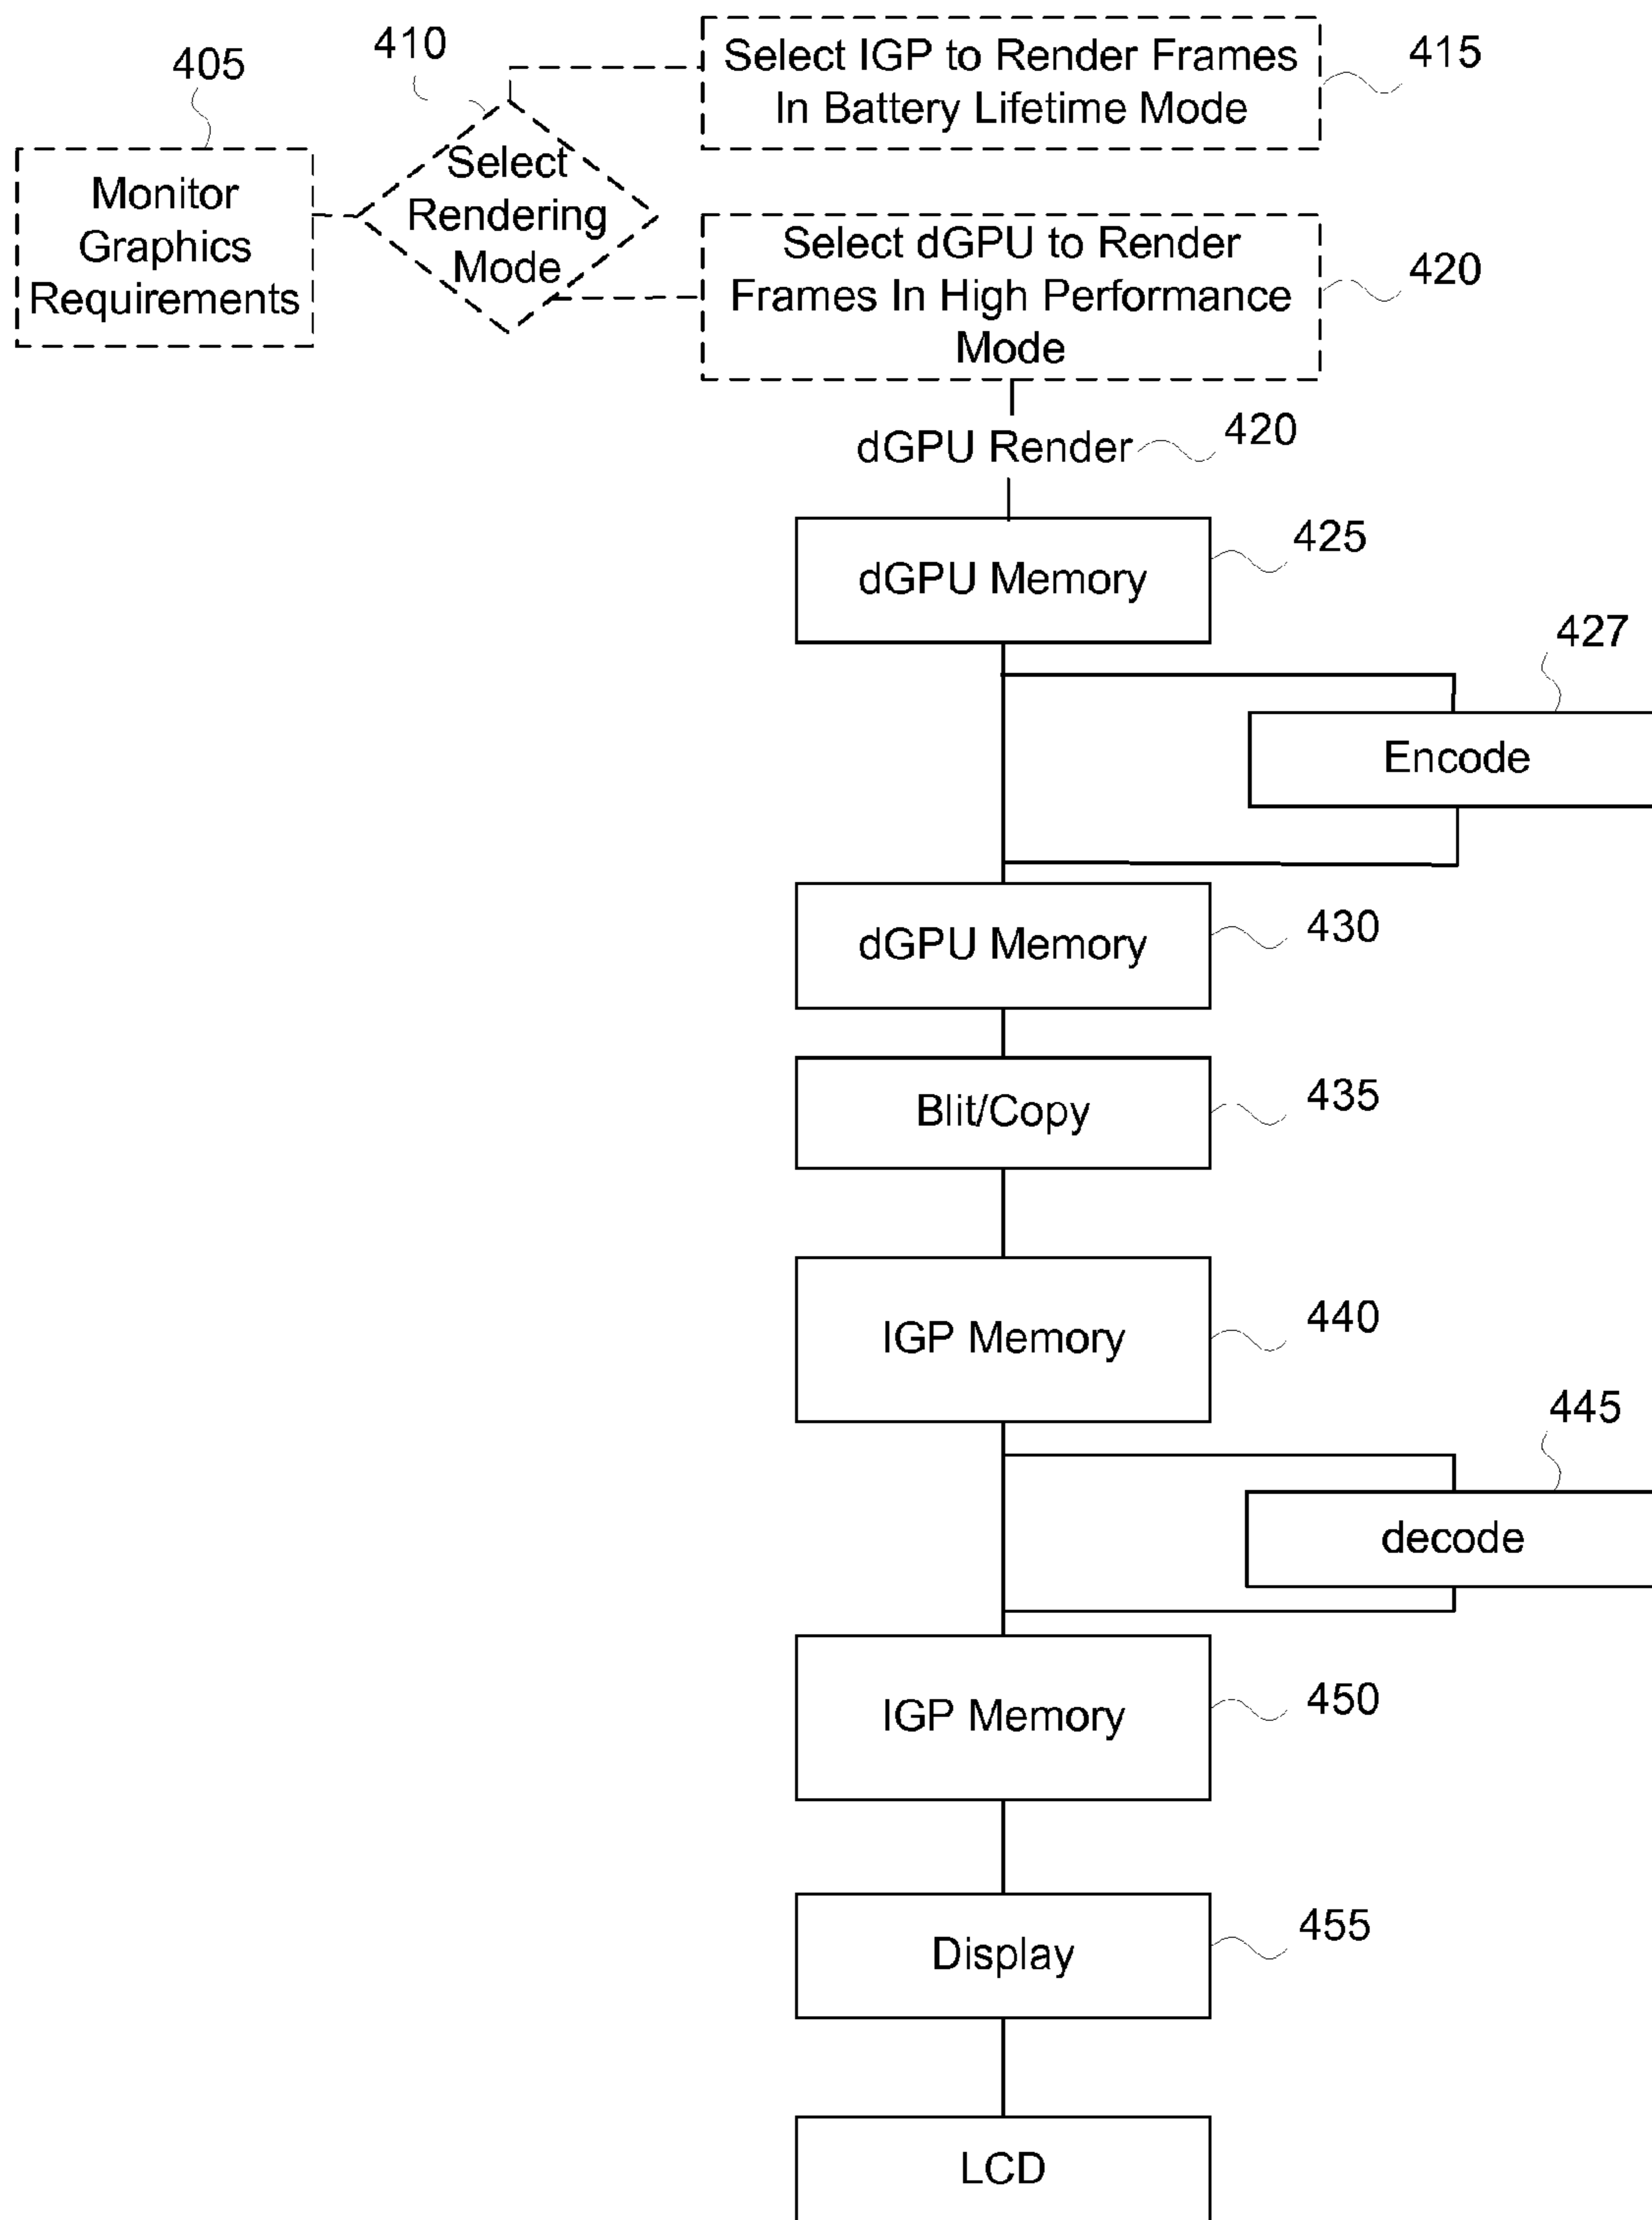 405
410
Select IGP to Render Frames
In Battery Lifetime Mode
415
Monitor
Graphics
Requirements
Select
Rendering
Mode
Select dGPU to Render
Frames In High Performance
Mode
420
dGPU Render
420
dGPU Memory
425
427
Encode
dGPU Memory
430
Blit/Copy
435
IGP Memory
440
445
decode
IGP Memory
450
Display
455
LCD